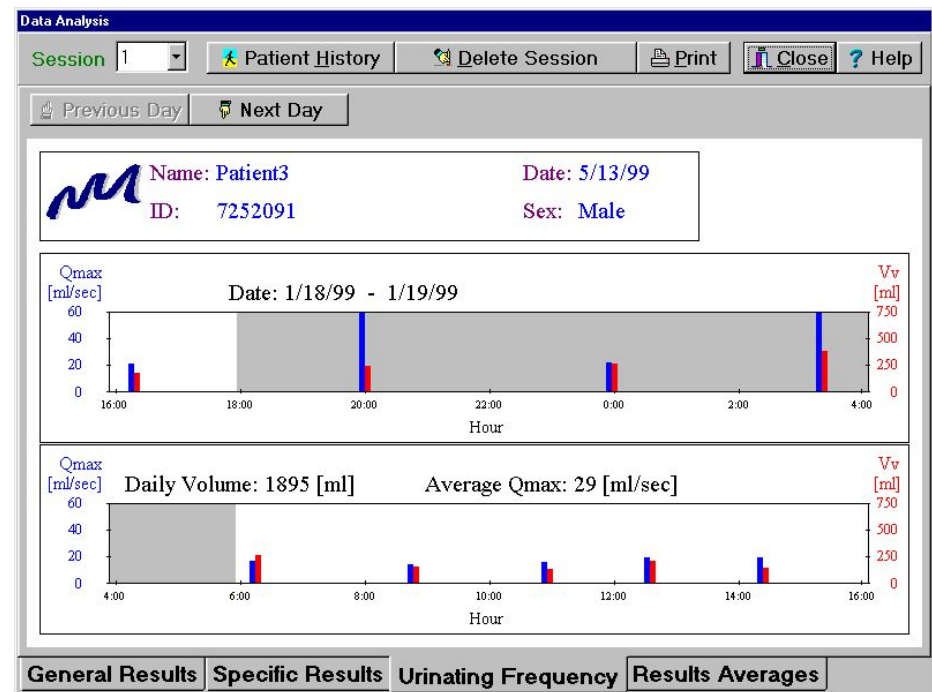 Data Analysis
Session 1 Patient History Delete Session Print Close ? Help
Previous Day Next Day
Name: Patient3 Date: 5/13/99
ID: 7252091 Sex: Male
Qmax Vv
[ml/sec] Date: 1/18/99 - 1/19/99 [ml]
60 750
40 500
20 250
0 0
16:00 18:00 20:00 22:00 0:00 2:00 4:00
Hour
Qmax Vv
[ml/sec] Daily Volume: 1895 [ml] Average Qmax: 29 [ml/sec] [ml]
60 750
40 500
20 250
0 0
4:00 6:00 8:00 10:00 12:00 14:00 16:00
Hour
General Results Specific Results Urinating Frequency Results Averages